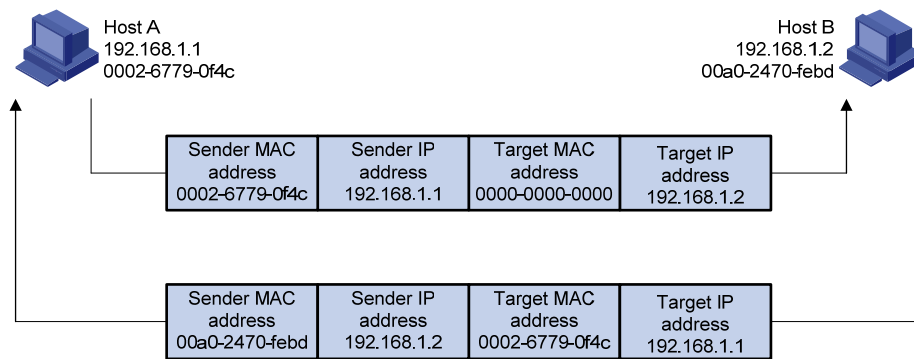 Host A
192.168.1.1
0002-6779-0f4c
Host B
192.168.1.2
00a0-2470-febd
Sender MAC
address
0002-6779-0f4c
Sender IP
address
192.168.1.1
Target MAC
address
0000-0000-0000
Target IP
address
192.168.1.2
Sender MAC
address
00a0-2470-febd
Sender IP
address
192.168.1.2
Target MAC
address
0002-6779-0f4c
Target IP
address
192.168.1.1